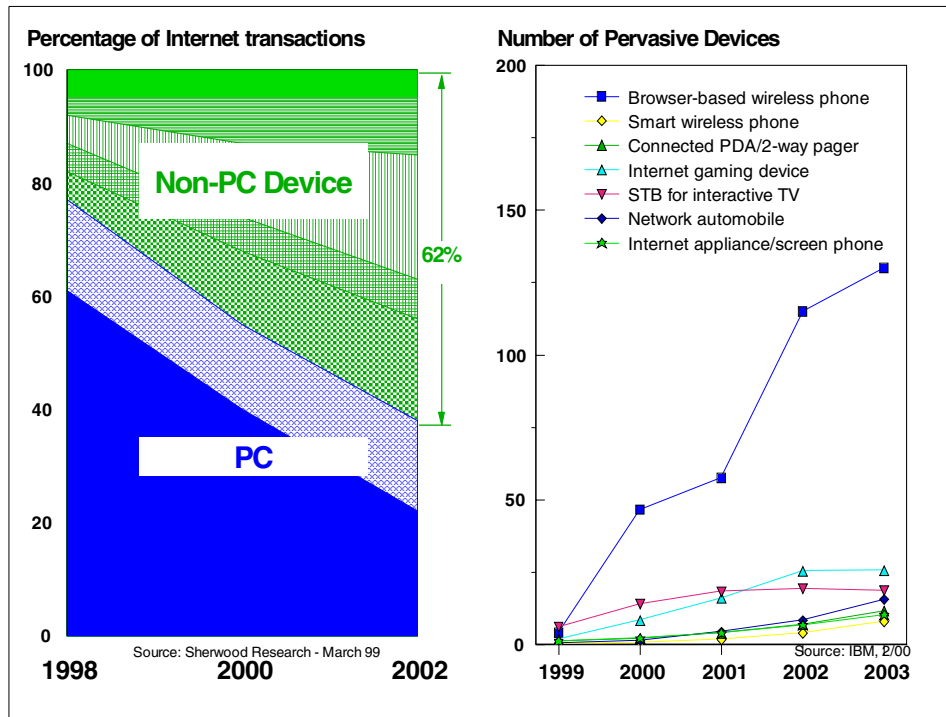 Percentage of Internet transactions
100
80
60
40
20
0
Non-PC Device
62%
PC
Source: Sherwood Research - March 99
1998
2000
2002
Number of Pervasive Devices
200
150
100
50
0
Browser-based wireless phone
Smart wireless phone
Connected PDA/2-way pager
Internet gaming device
STB for interactive TV
Network automobile
Internet appliance/screen phone
Source: IBM, 2/00
1999
2000
2001
2002
2003